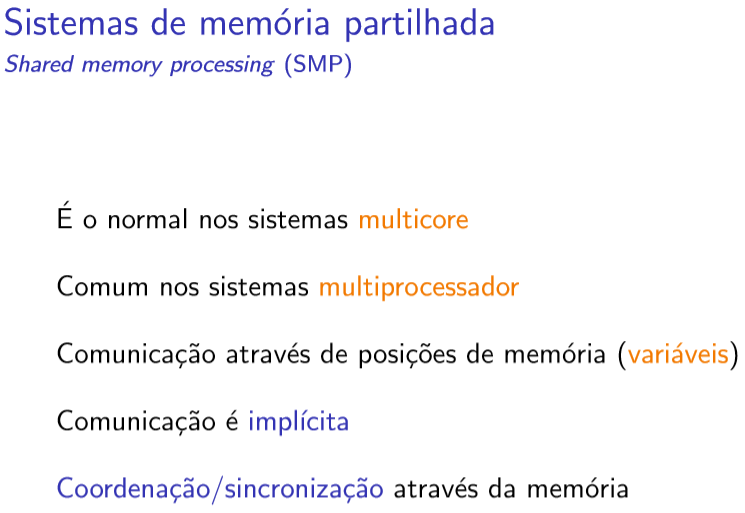 Sistemas de memória partilhada
Shared memory processing (SMP)
É o normal nos sistemas multicore
Comum nos sistemas multiprocessador
Comunicação através de posições de memória (variáveis)
Comunicação é implícita
Coordenação/sincronização através da memória